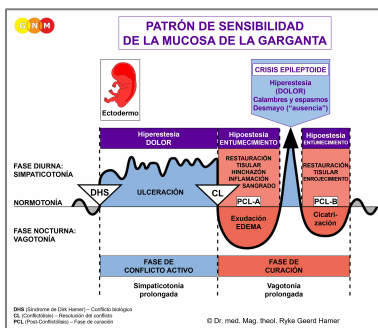 GNM
PATRÓN DE SENSIBILIDAD
DE LA MUCOSA DE LA GARGANTA
Ectodermo
CRISIS EPILEPTOIDE
Hiperestesia
(DOLOR)
Calambres y espasmos
Desmayo ("ausencia")
Hiperestesia
DOLOR
Hipoestesia
ENTUMECIMIENTO
Hipoestesia
ENTUMECIMIENTO
FASE DIURNA:
SIMPATICOTONÍA
RESTAURACIÓN
TISULAR
HINCHAZÓN
INFLAMACIÓN
SANGRADO
RESTAURACIÓN
TISULAR
ENROJECIMIENTO
DHS
ULCERACIÓN
CL
NORMOTONÍA
PCL-A
PCL-B
FASE NOCTURNA:
VAGOTONÍA
Exudación
EDEMA
Cicatri-
zación
FASE DE
CONFLICTO ACTIVO
FASE DE
CURACIÓN
Simpaticotonía
prolongada
Vagotonía
prolongada
DHS (Síndrome de Dirk Hamer) – Conflicto biológico
CL (Conflictólisis) – Resolución del conflicto
PCL (Post-Conflictólisis) – Fase de curación
© Dr. med. Mag. theol. Ryke Geerd Hamer